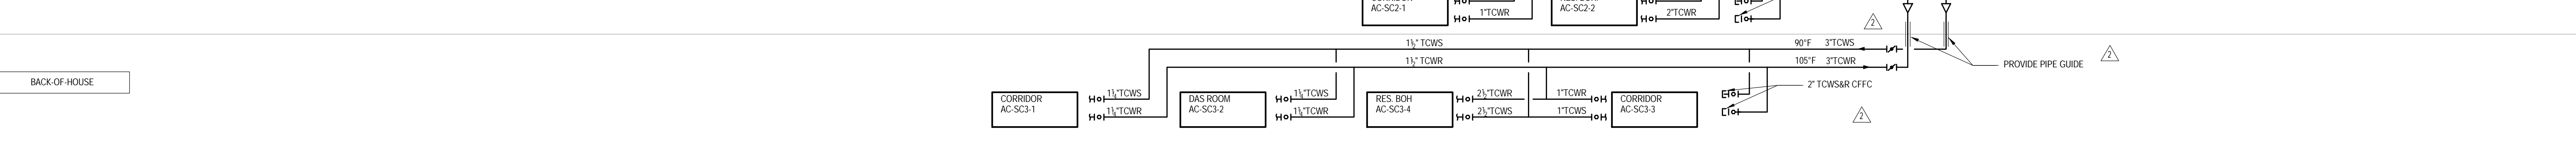 AC-SC2-1
1"TCWR
AC-SC2-2
2"TCWR
2
1½" TCWS
90°F 3"TCWS
2
1½" TCWR
105°F 3"TCWR
PROVIDE PIPE GUIDE
BACK-OF-HOUSE
2" TCWS&R CFFC
CORRIDOR
AC-SC3-1
1¼"TCWS
1¼"TCWR
DAS ROOM
AC-SC3-2
1¼"TCWS
1¼"TCWR
RES. BOH
AC-SC3-4
2½"TCWR
2½"TCWS
1"TCWR
1"TCWS
CORRIDOR
AC-SC3-3
2